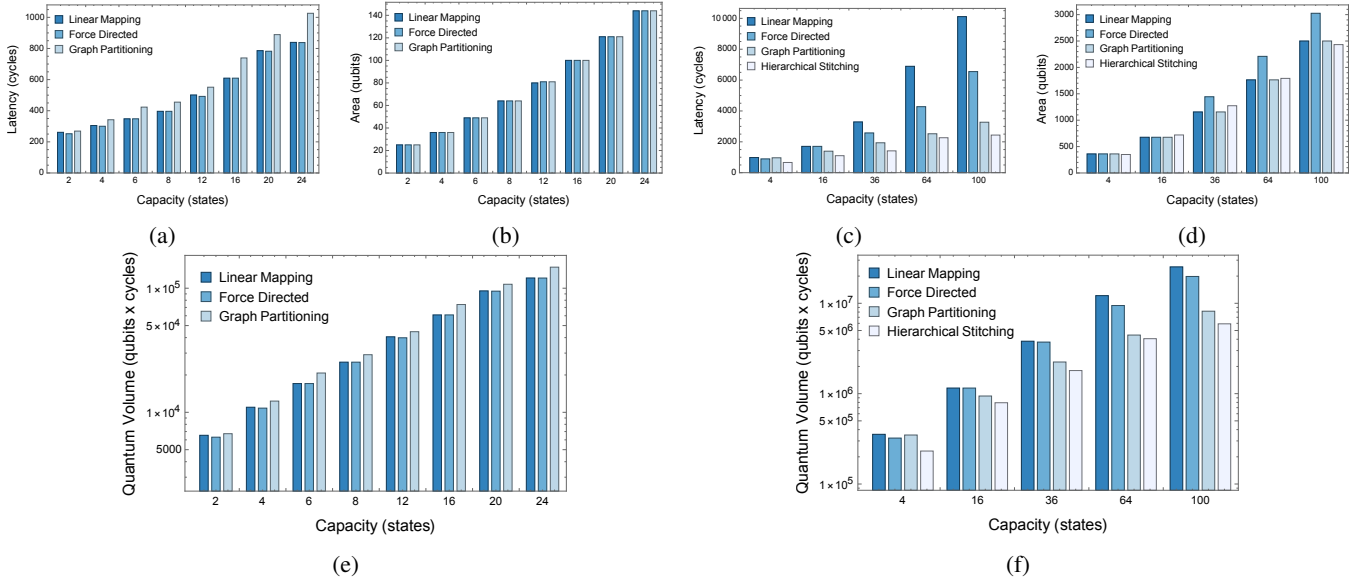 Latency (cycles)
1000
800
600
400
200
0
Linear Mapping
Force Directed
Graph Partitioning
2 4 6 8 12 16 20 24
Capacity (states)
(a)
Area (qubits)
140
120
100
80
60
40
20
0
Linear Mapping
Force Directed
Graph Partitioning
2 4 6 8 12 16 20 24
Capacity (states)
(b)
Latency (cycles)
10 000
8000
6000
4000
2000
0
Linear Mapping
Force Directed
Graph Partitioning
Hierarchical Stitching
4 16 36 64 100
Capacity (states)
(c)
Area (qubits)
3000
2500
2000
1500
1000
500
0
Linear Mapping
Force Directed
Graph Partitioning
Hierarchical Stitching
4 16 36 64 100
Capacity (states)
(d)
Quantum Volume (qubits x cycles)
1×10⁵
5×10⁴
1×10⁴
5000
Linear Mapping
Force Directed
Graph Partitioning
2 4 6 8 12 16 20 24
Capacity (states)
(e)
Quantum Volume (qubits x cycles)
1×10⁷
5×10⁶
1×10⁶
5×10⁵
1×10⁵
Linear Mapping
Force Directed
Graph Partitioning
Hierarchical Stitching
4 16 36 64 100
Capacity (states)
(f)